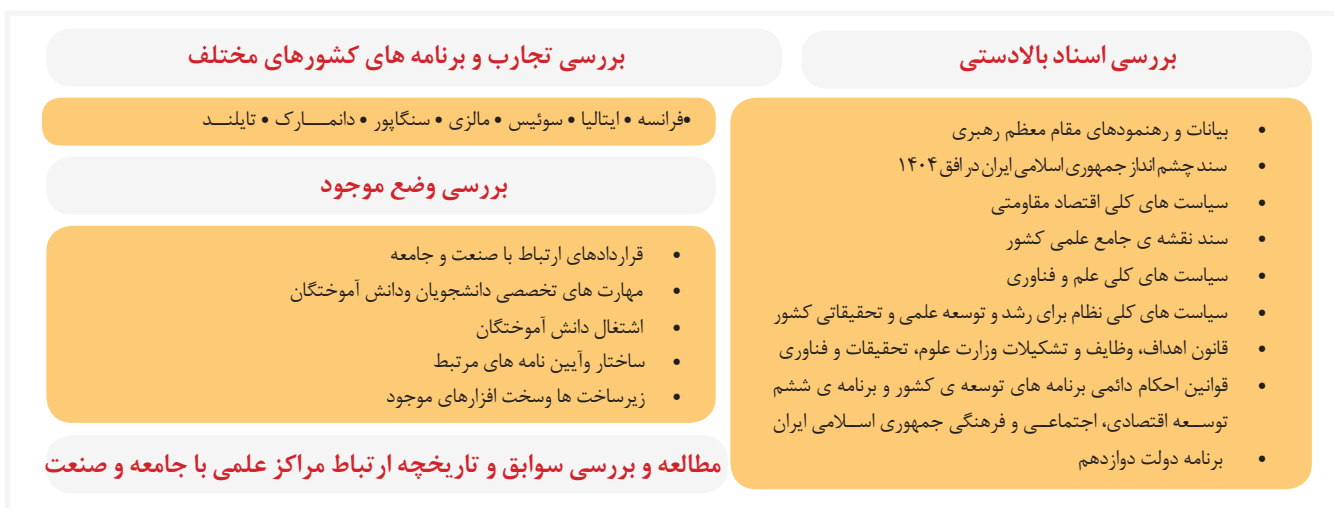 بررسی اسناد بالادستی
• بیانات و رهنمودهای مقام معظم رهبری
• سند چشم انداز جمهوری اسلامی ایران در افق ۱۴۰۴
• سیاست های کلی اقتصاد مقاومتی
• سند نقشه ی جامع علمی کشور
• سیاست های کلی علم و فناوری
• سیاست های کلی نظام برای رشد و توسعه علمی و تحقیقاتی کشور
• قانون اهداف، وظایف و تشکیلات وزارت علوم، تحقیقات و فناوری
• قوانین احکام دائمی برنامه های توسعه ی کشور و برنامه ی ششم
توســعه اقتصادی، اجتماعــی و فرهنگی جمهوری اســلامی ایران
• برنامه دولت دوازدهم
بررسی تجارب و برنامه های کشورهای مختلف
•فرانسه • ایتالیا • سوئیس • مالزی • سنگاپور • دانمــــارک • تایلنــد
بررسی وضع موجود
• قراردادهای ارتباط با صنعت و جامعه
• مهارت های تخصصی دانشجویان ودانش آموختگان
• اشتغال دانش آموختگان
• ساختار وآیین نامه های مرتبط
• زیرساخت ها وسخت افزارهای موجود
مطالعه و بررسی سوابق و تاریخچه ارتباط مراکز علمی با جامعه و صنعت